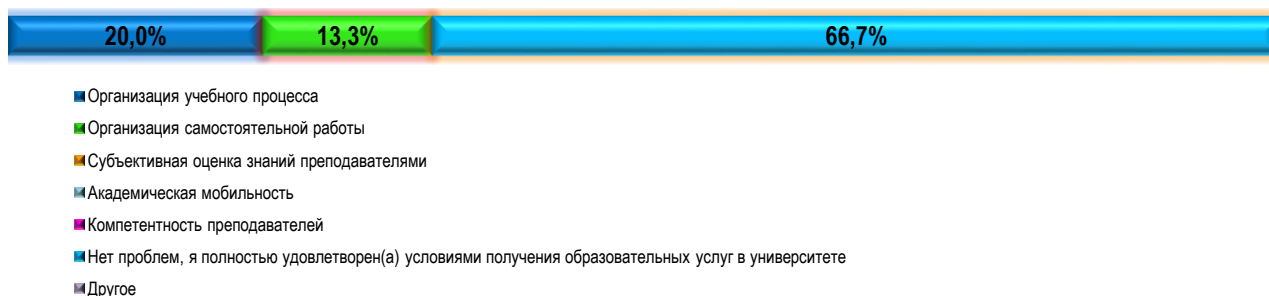 20,0% 13,3% 66,7%
Организация учебного процесса
Организация самостоятельной работы
Субъективная оценка знаний преподавателями
Академическая мобильность
Компетентность преподавателей
Нет проблем, я полностью удовлетворен(а) условиями получения образовательных услуг в университете
Другое